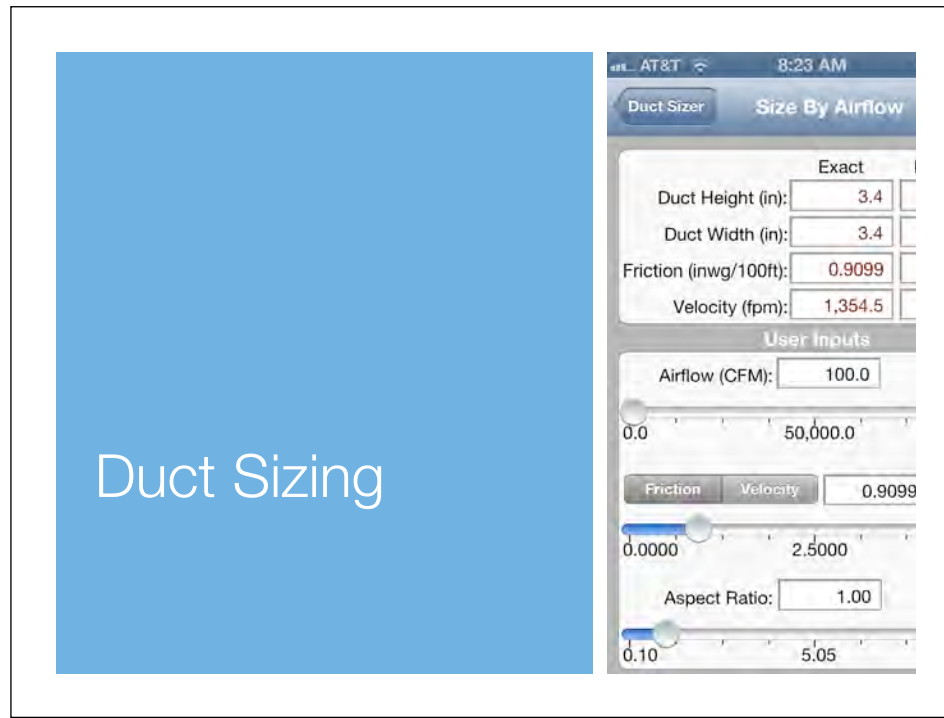 Duct Sizing
AT&T 8:23 AM
Duct Sizer Size By Airflow
Exact
Duct Height (in): 3.4
Duct Width (in): 3.4
Friction (inwg/100ft): 0.9099
Velocity (fpm): 1,354.5
User Inputs
Airflow (CFM): 100.0
0.0 50,000.0
Friction Velocity 0.9099
0.0000 2.5000
Aspect Ratio: 1.00
0.10 5.05